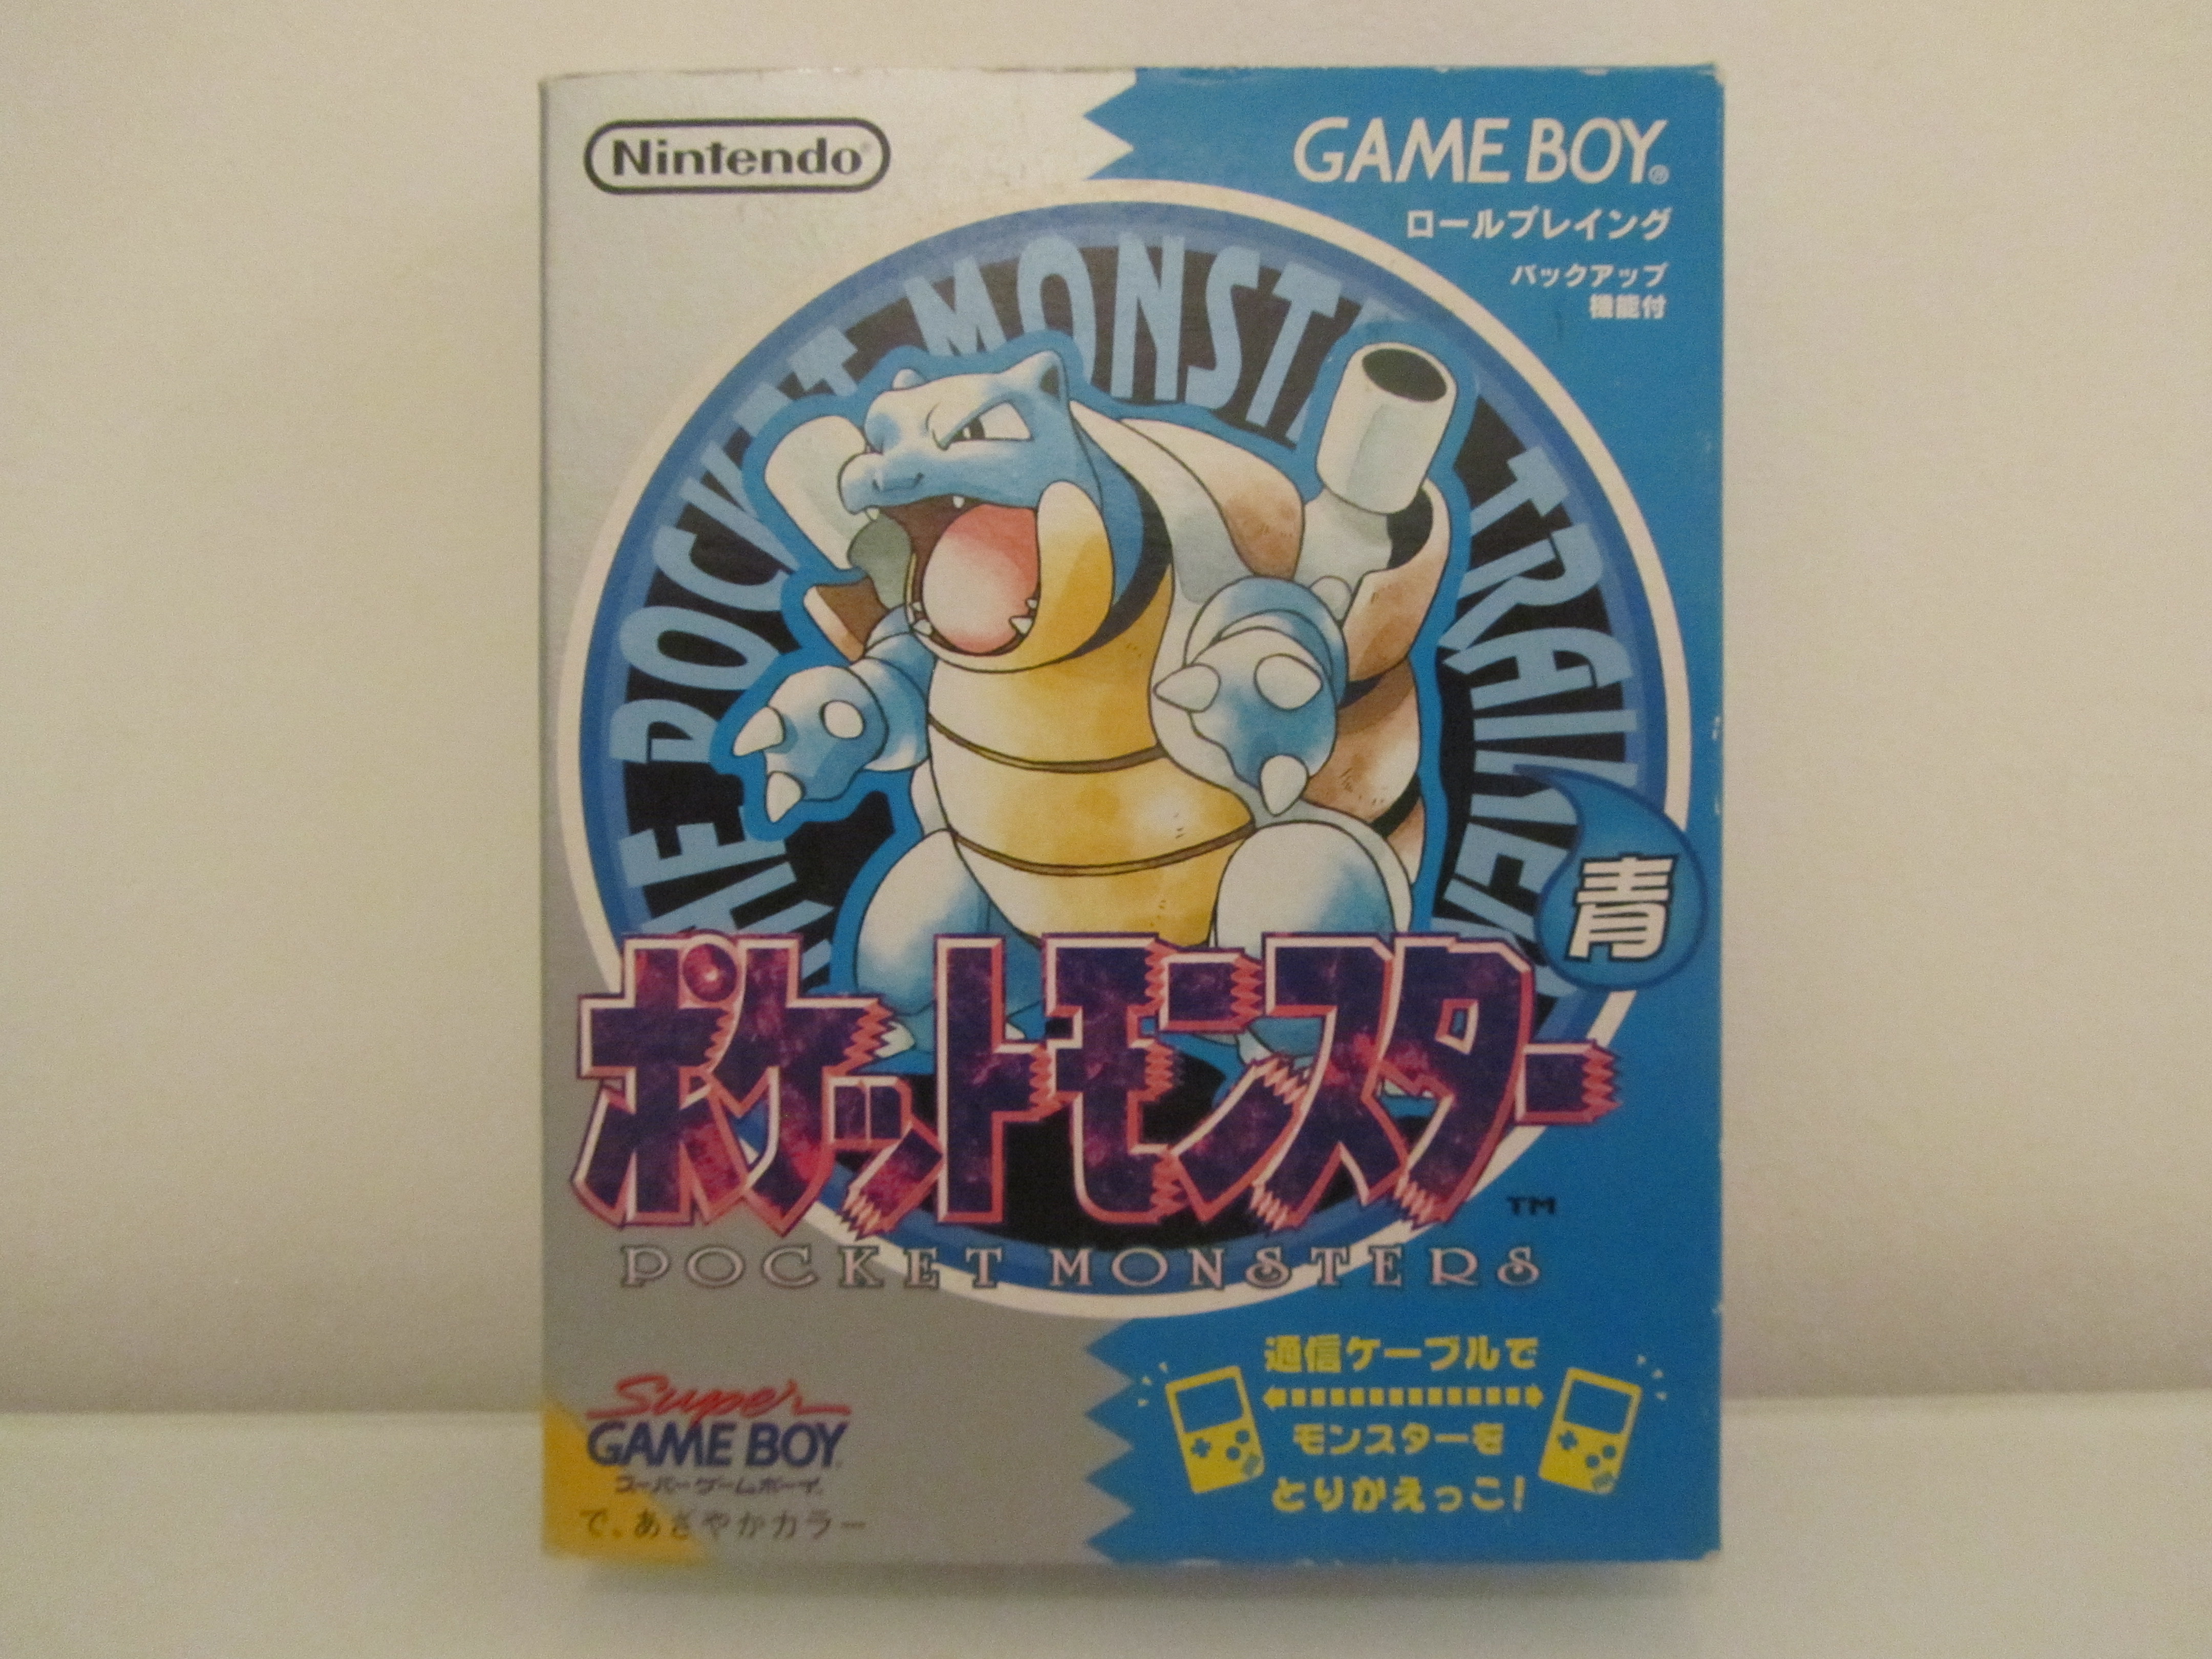 Nintendo®
GAME BOY®
ロールプレイング
バックアップ
機能付
THE POCKET MONSTER TRAINER
青
ポケットモンスター
TM
POCKET MONSTERS
Super
GAME BOY
スーパーゲームボーイ
で、あざやかカラー
通信ケーブルで
モンスターを
とりかえっこ!